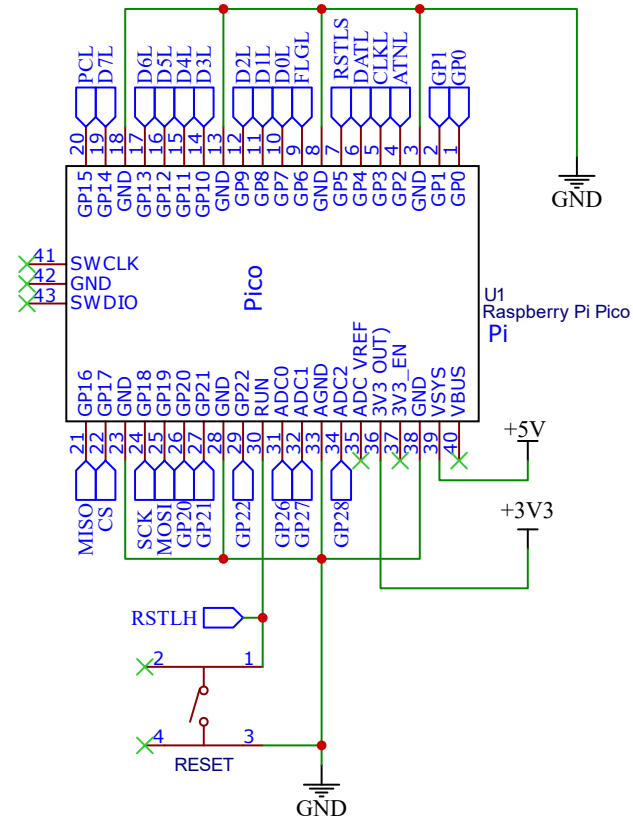 PCL
D7L
D6L
D5L
D4L
D3L
D2L
D1L
D0L
FLGL
RSTLS
DATL
CLKL
ATNL
GP1
GP0
20
19
18
17
16
15
14
13
12
11
10
9
8
7
6
5
4
3
2
1
GP15
GP14
GND
GP13
GP12
GP11
GP10
GND
GP9
GP8
GP7
GP6
GND
GP5
GP4
GP3
GP2
GND
GP1
GP0
GND
41 SWCLK
42 GND
43 SWDIO
Pico
U1
Raspberry Pi Pico
Pi
GP16
GP17
GND
GP18
GP19
GP20
GP21
GND
GP22
RUN
ADC0
ADC1
AGND
ADC2
ADC_VREF
3V3_OUT)
3V3_EN
GND
VSYS
VBUS
21
22
23
24
25
26
27
28
29
30
31
32
33
34
35
36
37
38
39
40
+5V
+3V3
MISO
CS
SCK
MOSI
GP20
GP21
GP22
GP26
GP27
GP28
RSTLH
2 1
4 3
RESET
GND